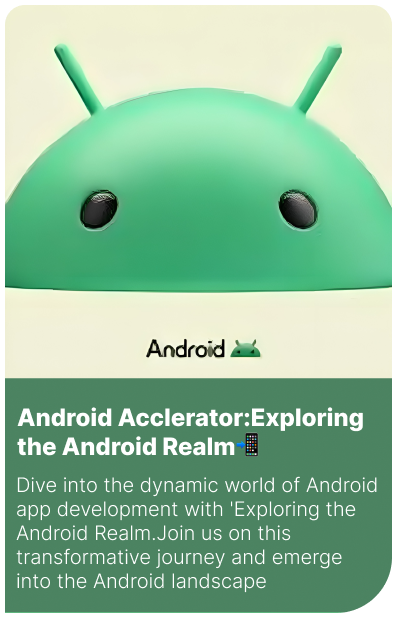 Android
Android Acclerator:Exploring
the Android Realm📲
Dive into the dynamic world of Android
app development with 'Exploring the
Android Realm.Join us on this
transformative journey and emerge
into the Android landscape